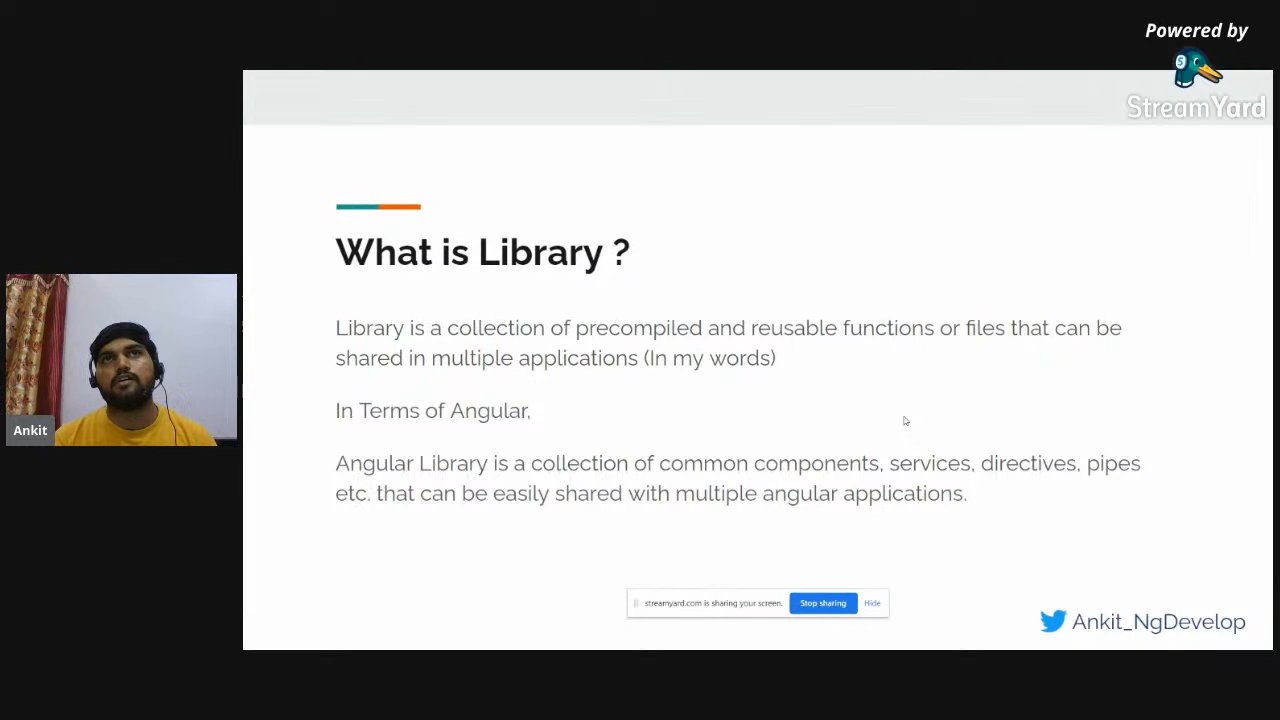 Powered by
StreamYard
What is Library ?
Library is a collection of precompiled and reusable functions or files that can be
shared in multiple applications (In my words)
In Terms of Angular,
Angular Library is a collection of common components, services, directives, pipes
etc. that can be easily shared with multiple angular applications.
Ankit
streamyard.com is sharing your screen. Stop sharing Hide
Ankit_NgDevelop